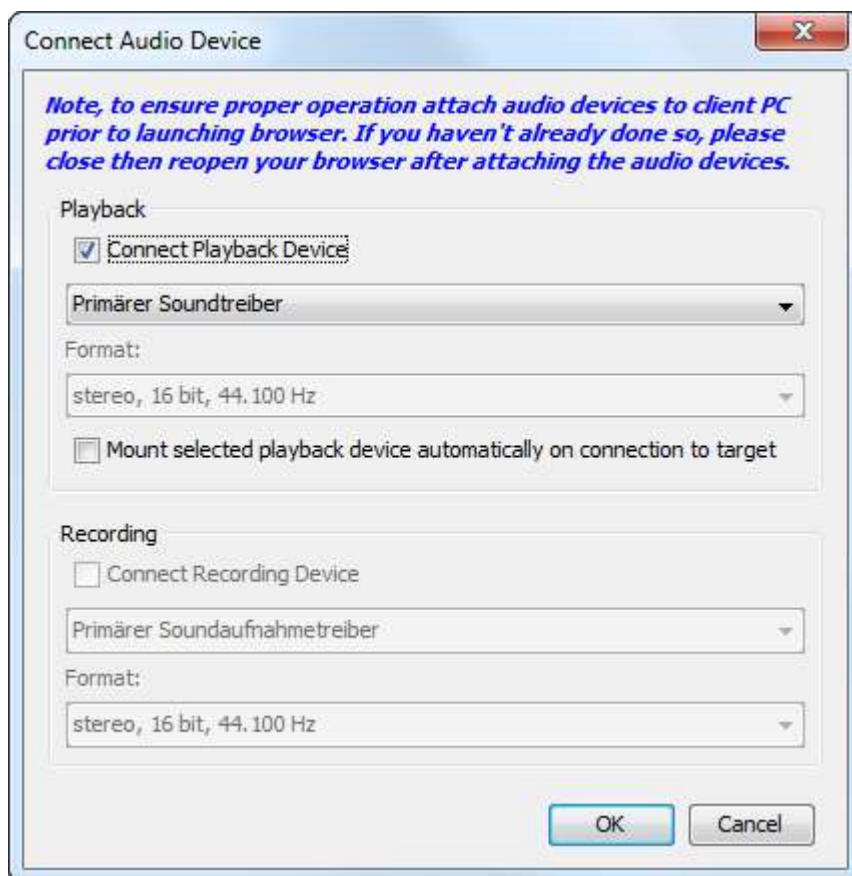 Connect Audio Device
Note, to ensure proper operation attach audio devices to client PC
prior to launching browser. If you haven't already done so, please
close then reopen your browser after attaching the audio devices.
Playback
Connect Playback Device
Primärer Soundtreiber
Format:
stereo, 16 bit, 44.100 Hz
Mount selected playback device automatically on connection to target
Recording
Connect Recording Device
Primärer Soundaufnahmetreiber
Format:
stereo, 16 bit, 44.100 Hz
OK Cancel